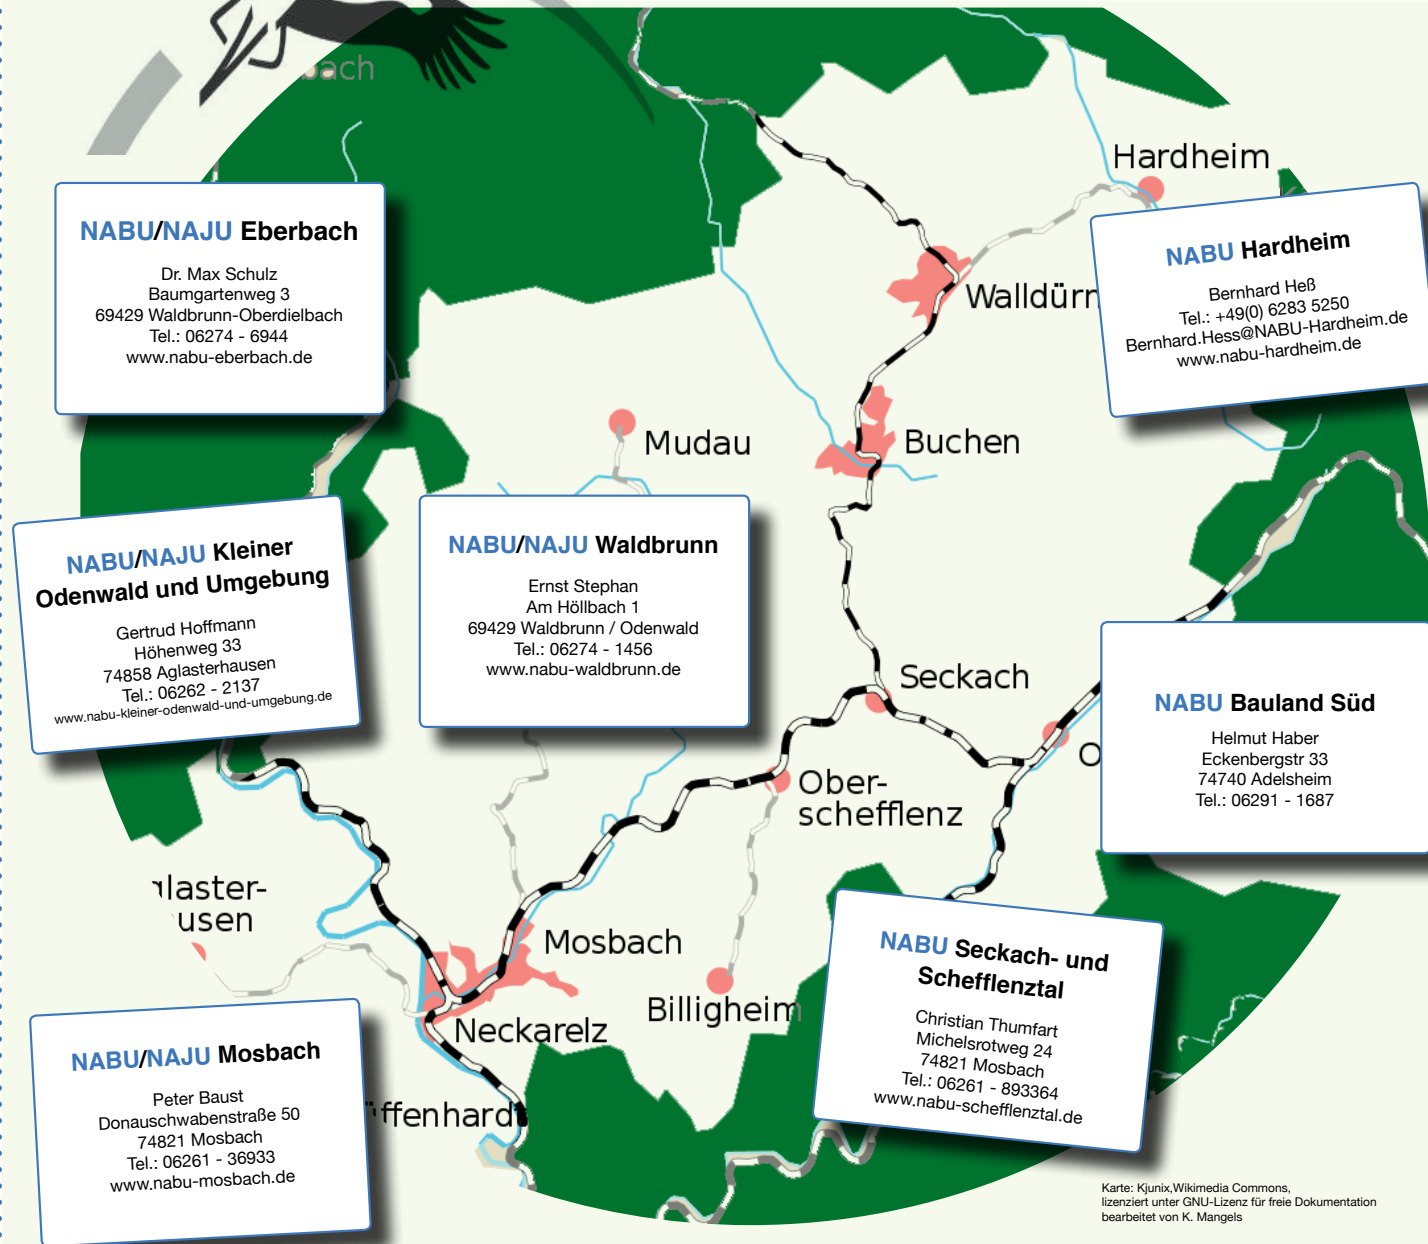 bach
Hardheim
NABU/NAJU Eberbach
Dr. Max Schulz
Baumgartenweg 3
69429 Waldbrunn-Oberdielbach
Tel.: 06274 - 6944
www.nabu-eberbach.de
NABU Hardheim
Bernhard Heß
Tel.: +49(0) 6283 5250
Bernhard.Hess@NABU-Hardheim.de
www.nabu-hardheim.de
Walldürn
Mudau
Buchen
NABU/NAJU Kleiner
Odenwald und Umgebung
Gertrud Hoffmann
Höhenweg 33
74858 Aglasterhausen
Tel.: 06262 - 2137
www.nabu-kleiner-odenwald-und-umgebung.de
NABU/NAJU Waldbrunn
Ernst Stephan
Am Höllbach 1
69429 Waldbrunn / Odenwald
Tel.: 06274 - 1456
www.nabu-waldbrunn.de
Seckach
NABU Bauland Süd
Helmut Haber
Eckenbergstr 33
74740 Adelsheim
Tel.: 06291 - 1687
O
Ober-
schefflenz
glaster-
usen
Mosbach
Billigheim
Neckarelz
NABU Seckach- und
Schefflenztal
Christian Thumfart
Michelsrotweg 24
74821 Mosbach
Tel.: 06261 - 893364
www.nabu-schefflenztal.de
NABU/NAJU Mosbach
Peter Baust
Donauschwabenstraße 50
74821 Mosbach
Tel.: 06261 - 36933
www.nabu-mosbach.de
üffenhardt
Karte: Kjunix,Wikimedia Commons,
lizenziert unter GNU-Lizenz für freie Dokumentation
bearbeitet von K. Mangels